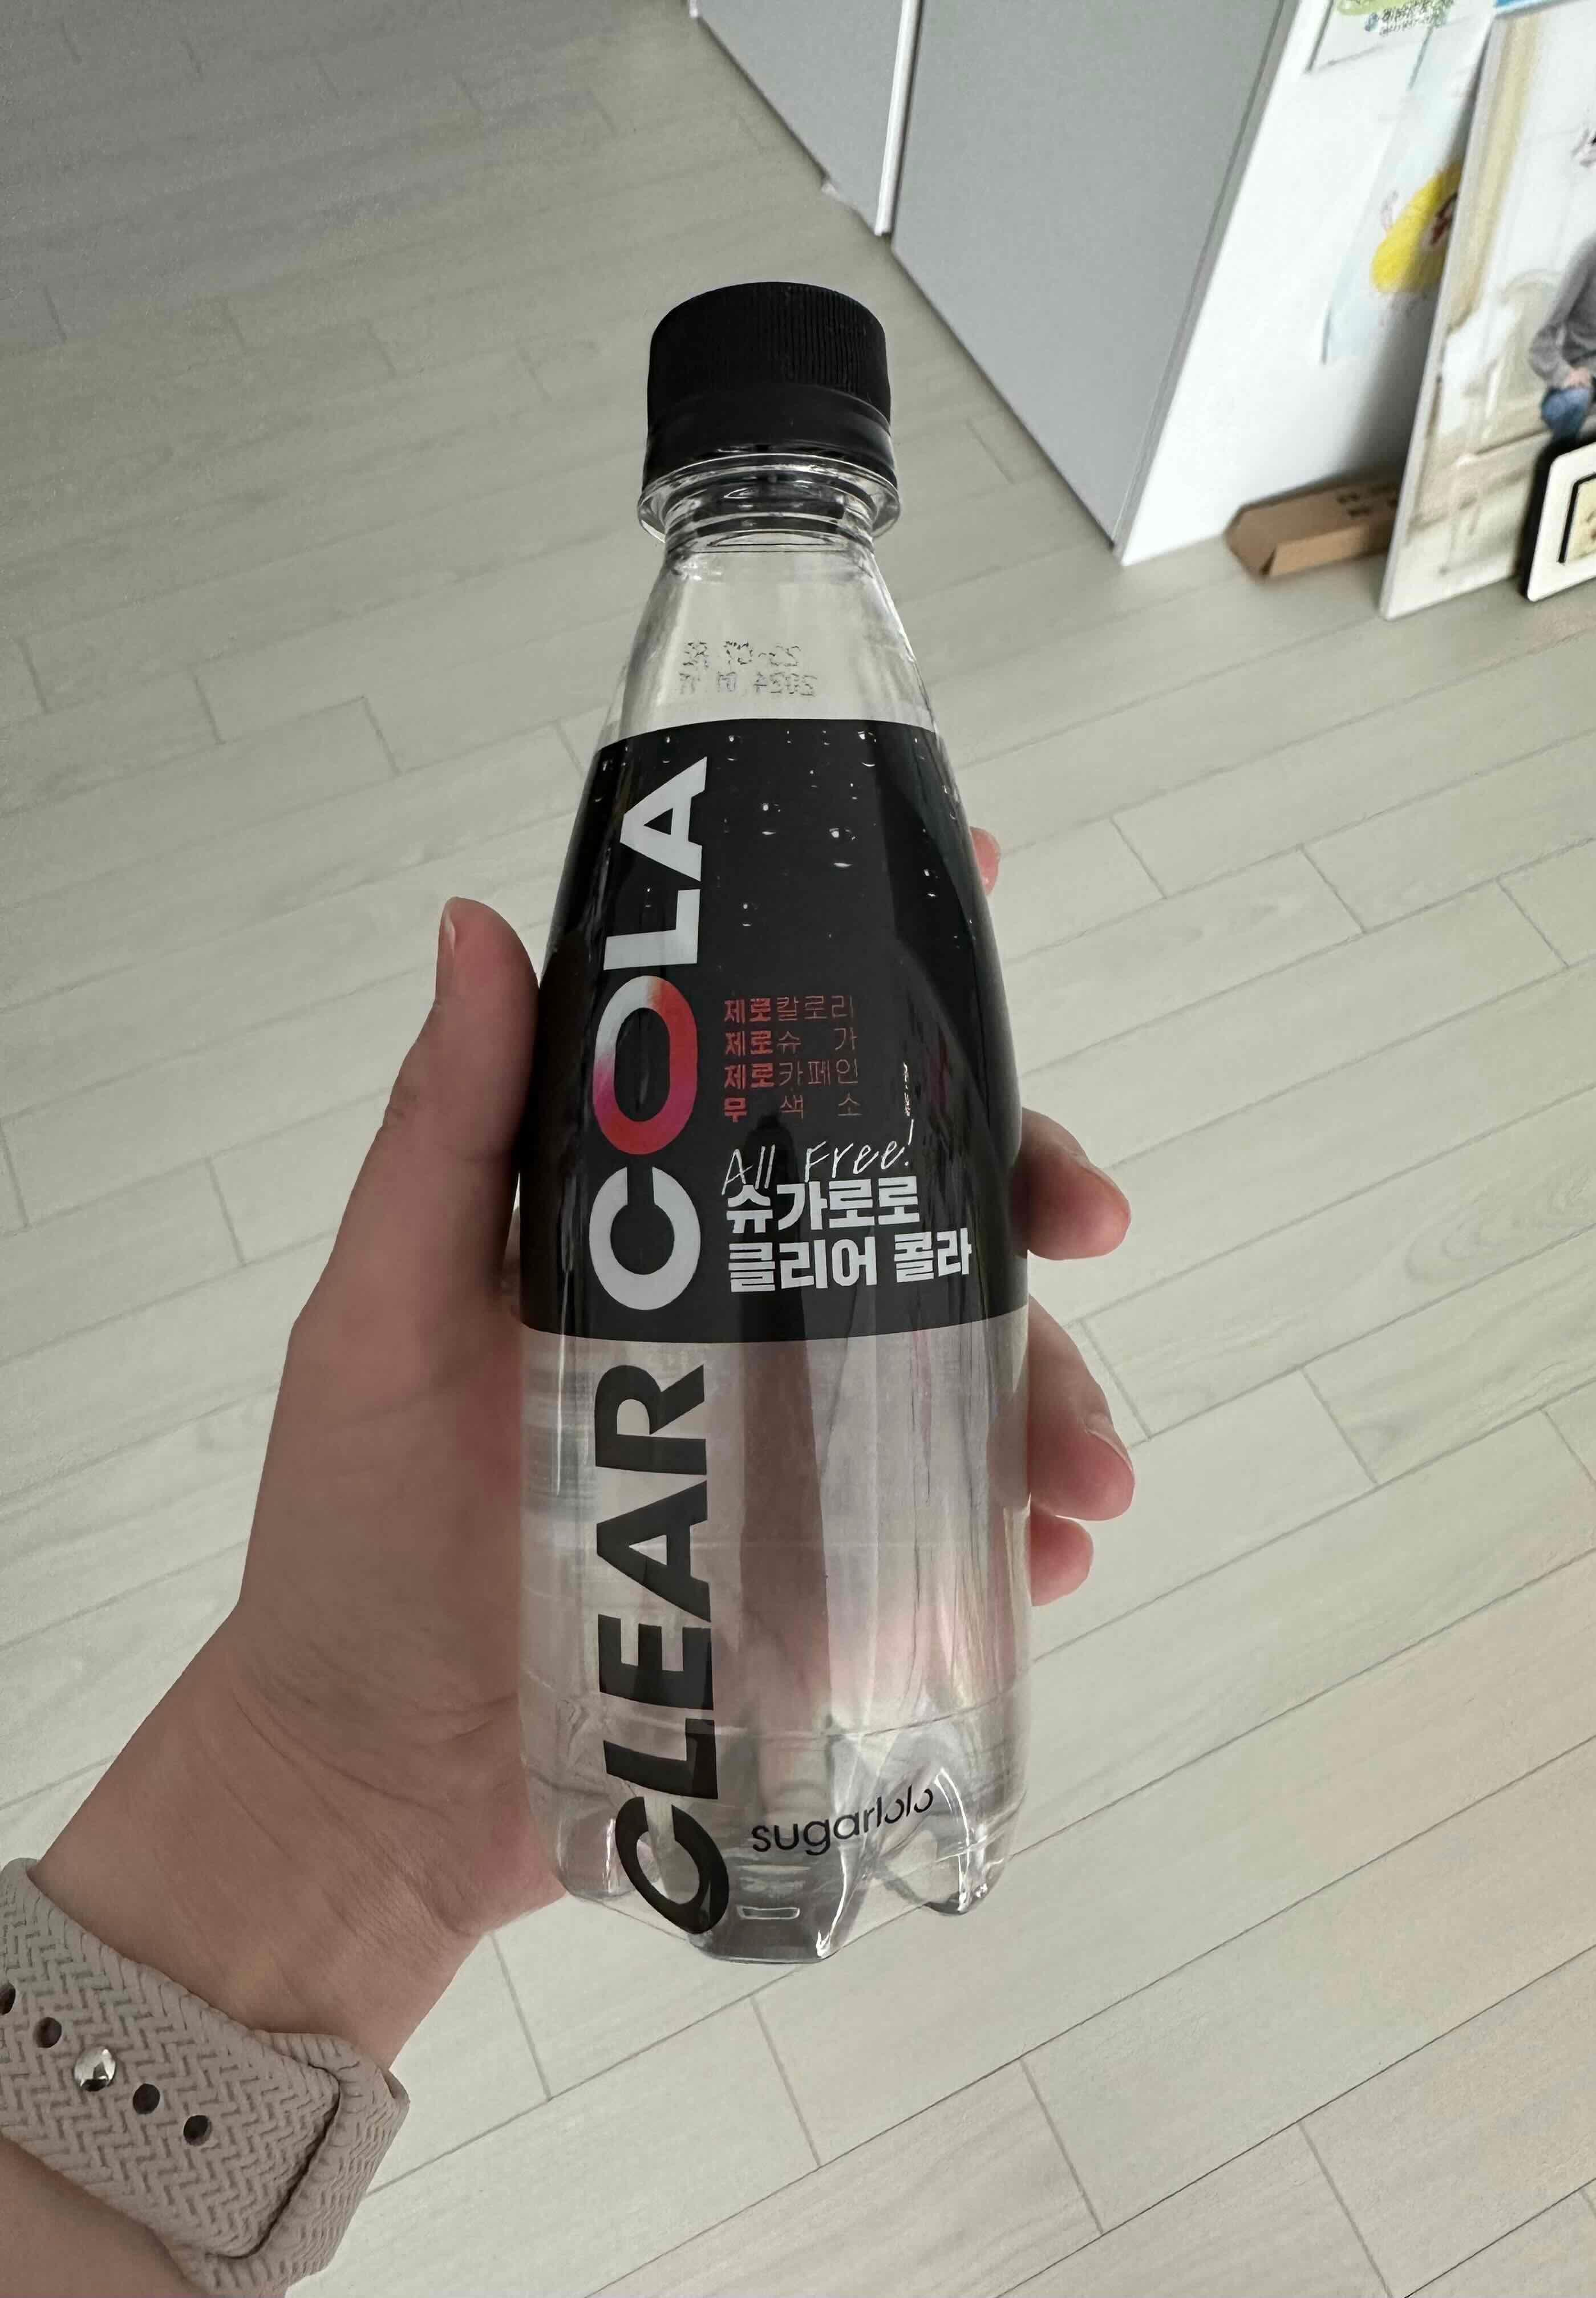 CLEAR COLA
제로칼로리
제로슈 가
제로카페인
무 색 소
All Free!
슈가로로
클리어 콜라
sugarlolo